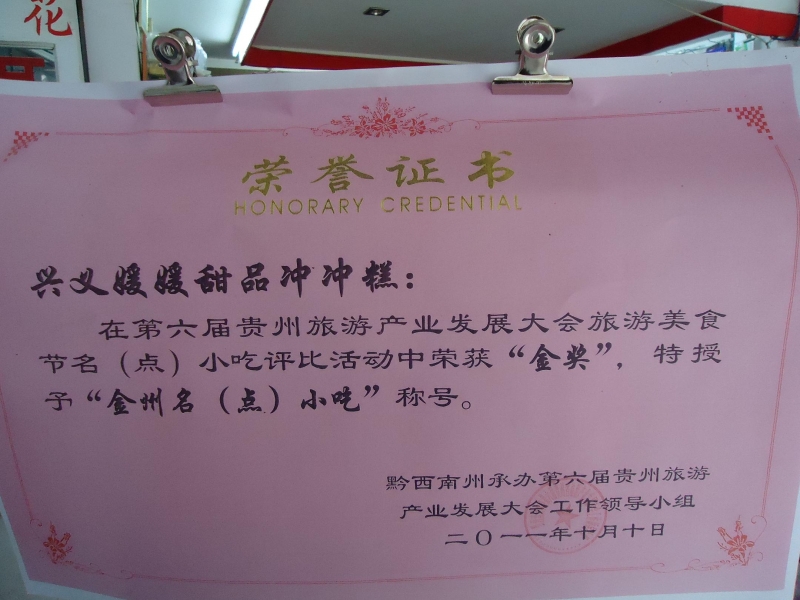 花
荣誉证书
HONORARY CREDENTIAL
兴义媛媛甜品冲冲糕：
在第六届贵州旅游产业发展大会旅游美食
节名（点）小吃评比活动中荣获“金奖”，特授
予“金州名（点）小吃”称号。
黔西南州承办第六届贵州旅游
产业发展大会工作领导小组
二〇一一年十月十日